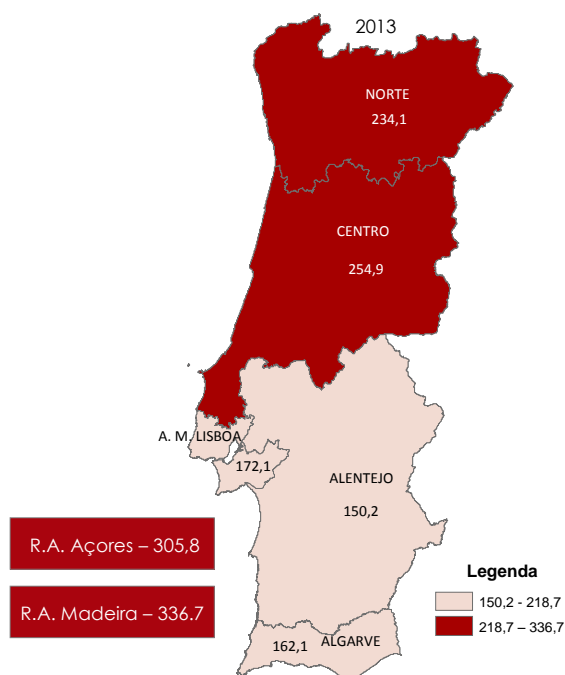 2013
NORTE
234,1
CENTRO
254,9
A. M. LISBOA
172,1
ALENTEJO
150,2
R.A. Açores – 305,8
R.A. Madeira – 336.7
Legenda
150,2 - 218,7
218,7 – 336,7
162,1 ALGARVE